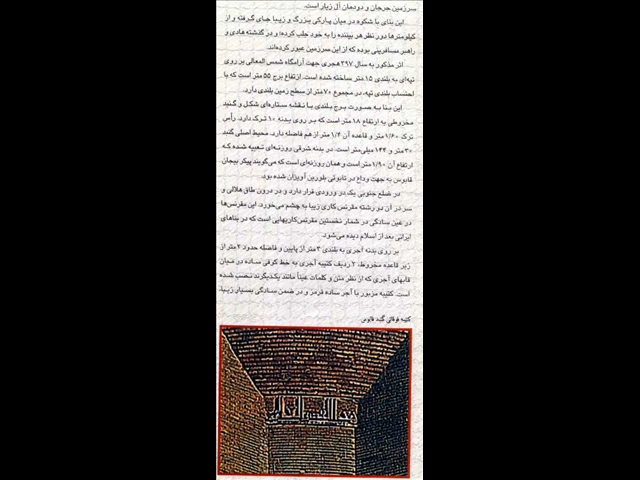 سرزمین جرجان و دودمان آل زیار است.
این بنای با شکوه در میان پارکی بزرگ و زیبا جای گرفته و از
کیلومترها دور نظر هر بیننده را به خود جلب کرده؛ و در گذشته هادی و
راهبر مسافرینی بوده که از این سرزمین عبور کرده‌اند.
اثر مذکور به سال ۳۹۷ هجری جهت آرامگاه شمس المعالی بر روی
تپه‌ای به بلندی ۱۵ متر ساخته شده است. ارتفاع برج ۵۵ متر است که با
احتساب بلندی تپه، در مجموع ۷۰ متر از سطح زمین بلندی دارد.
این بنا به صورت برج بلندی با نقشه ستاره‌ای شکل و گنبد
مخروطی به ارتفاع ۱۸ متر است که بر روی بدنه ۱۰ ترک دارد. رأس
ترک ۱/۶۰ متر و قاعده آن ۱/۴ متر از هم فاصله دارد. محیط اصلی گنبد
۳۰ متر و ۱۴۴ میلی‌متر است. در بدنه شرقی روزنه‌ای تعبیه شده که
ارتفاع آن ۱/۹۰ متر است و همان روزنه‌ای است که می‌گویند پیکر بیجان
قابوس به جهت وداع در تابوتی بلورین آویزان شده بود.
در ضلع جنوبی یک در ورودی قرار دارد و در درون طاق هلالی و
سر در آن دو رشته مقرنس کاری زیبا به چشم می‌خورد. این مقرنس‌ها
در عین سادگی در شمار نخستین مقرنس‌کاریهایی است که در بناهای
ایرانی بعد از اسلام دیده می‌شود.
بر روی بدنه آجری به بلندی ۳ متر از پایین و فاصله حدود ۲ متر از
زیر قاعده مخروط، ۲ ردیف کتیبه آجری به خط کوفی ساده در میان
قابهای آجری که از نظر متن و کلمات عیناً مانند یکدیگرند نصب شده
است. کتیبه مزبور با آجر ساده قرمز و در ضمن سادگی بسیار زیبا
کتیبه فوقانی گنبد قابوس